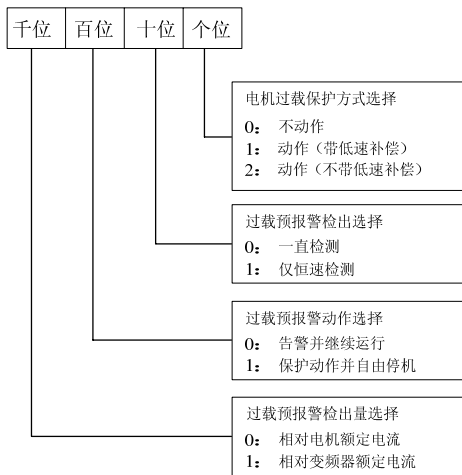 千位 百位 十位 个位
电机过载保护方式选择
0： 不动作
1： 动作（带低速补偿）
2： 动作（不带低速补偿）
过载预报警检出选择
0： 一直检测
1： 仅恒速检测
过载预报警动作选择
0： 告警并继续运行
1： 保护动作并自由停机
过载预报警检出量选择
0： 相对电机额定电流
1： 相对变频器额定电流